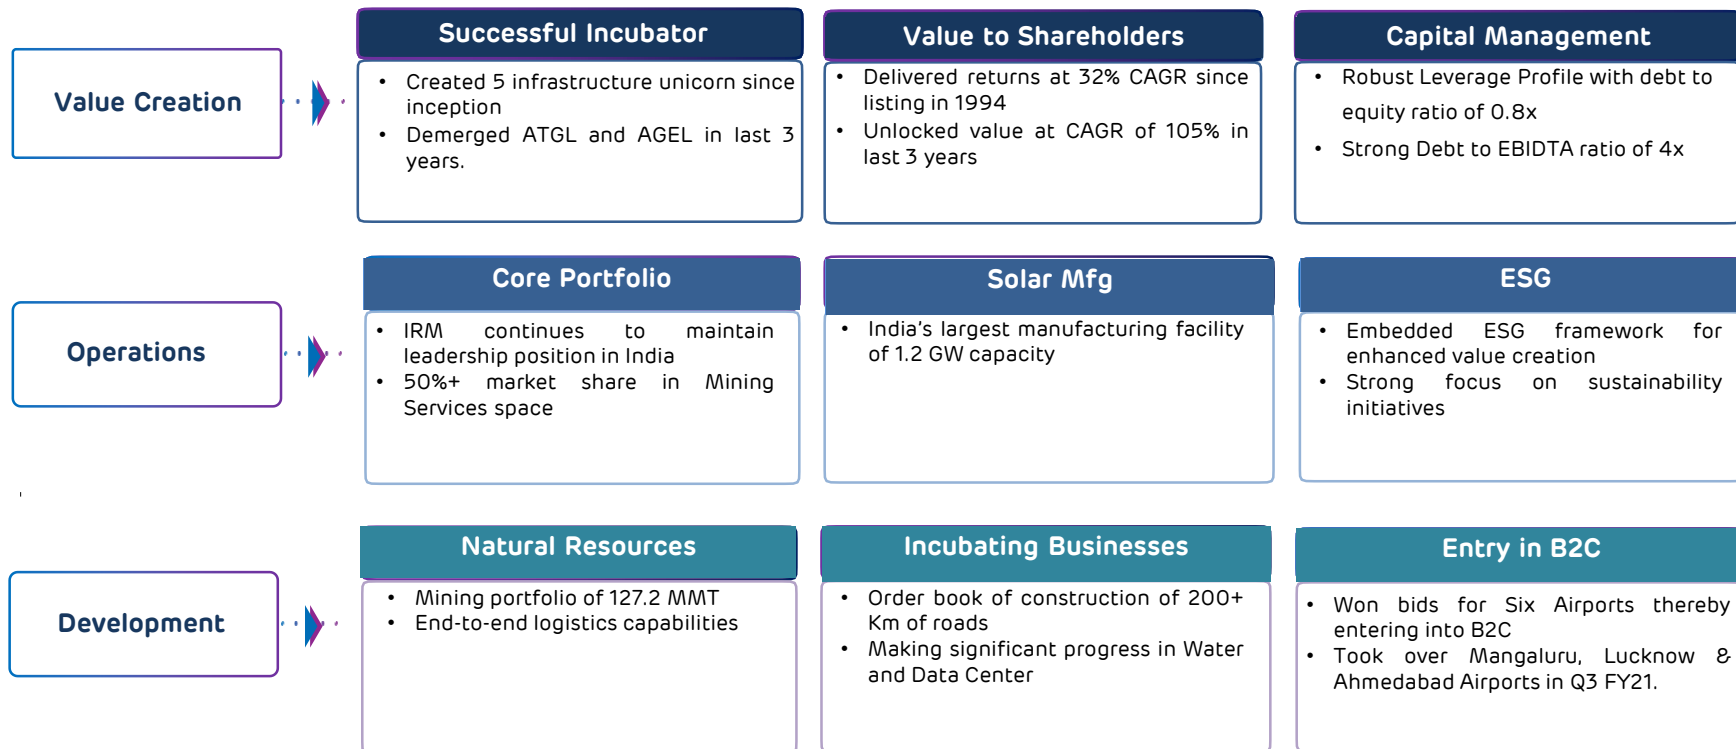 Value Creation
Successful Incubator
• Created 5 infrastructure unicorn since
inception
• Demerged ATGL and AGEL in last 3
years.
Value to Shareholders
• Delivered returns at 32% CAGR since
listing in 1994
• Unlocked value at CAGR of 105% in
last 3 years
Capital Management
• Robust Leverage Profile with debt to
equity ratio of 0.8x
• Strong Debt to EBIDTA ratio of 4x
Operations
Core Portfolio
• IRM continues to maintain
leadership position in India
• 50%+ market share in Mining
Services space
Solar Mfg
• India's largest manufacturing facility
of 1.2 GW capacity
ESG
• Embedded ESG framework for
enhanced value creation
• Strong focus on sustainability
initiatives
Development
Natural Resources
• Mining portfolio of 127.2 MMT
• End-to-end logistics capabilities
Incubating Businesses
• Order book of construction of 200+
Km of roads
• Making significant progress in Water
and Data Center
Entry in B2C
• Won bids for Six Airports thereby
entering into B2C
• Took over Mangaluru, Lucknow &
Ahmedabad Airports in Q3 FY21.